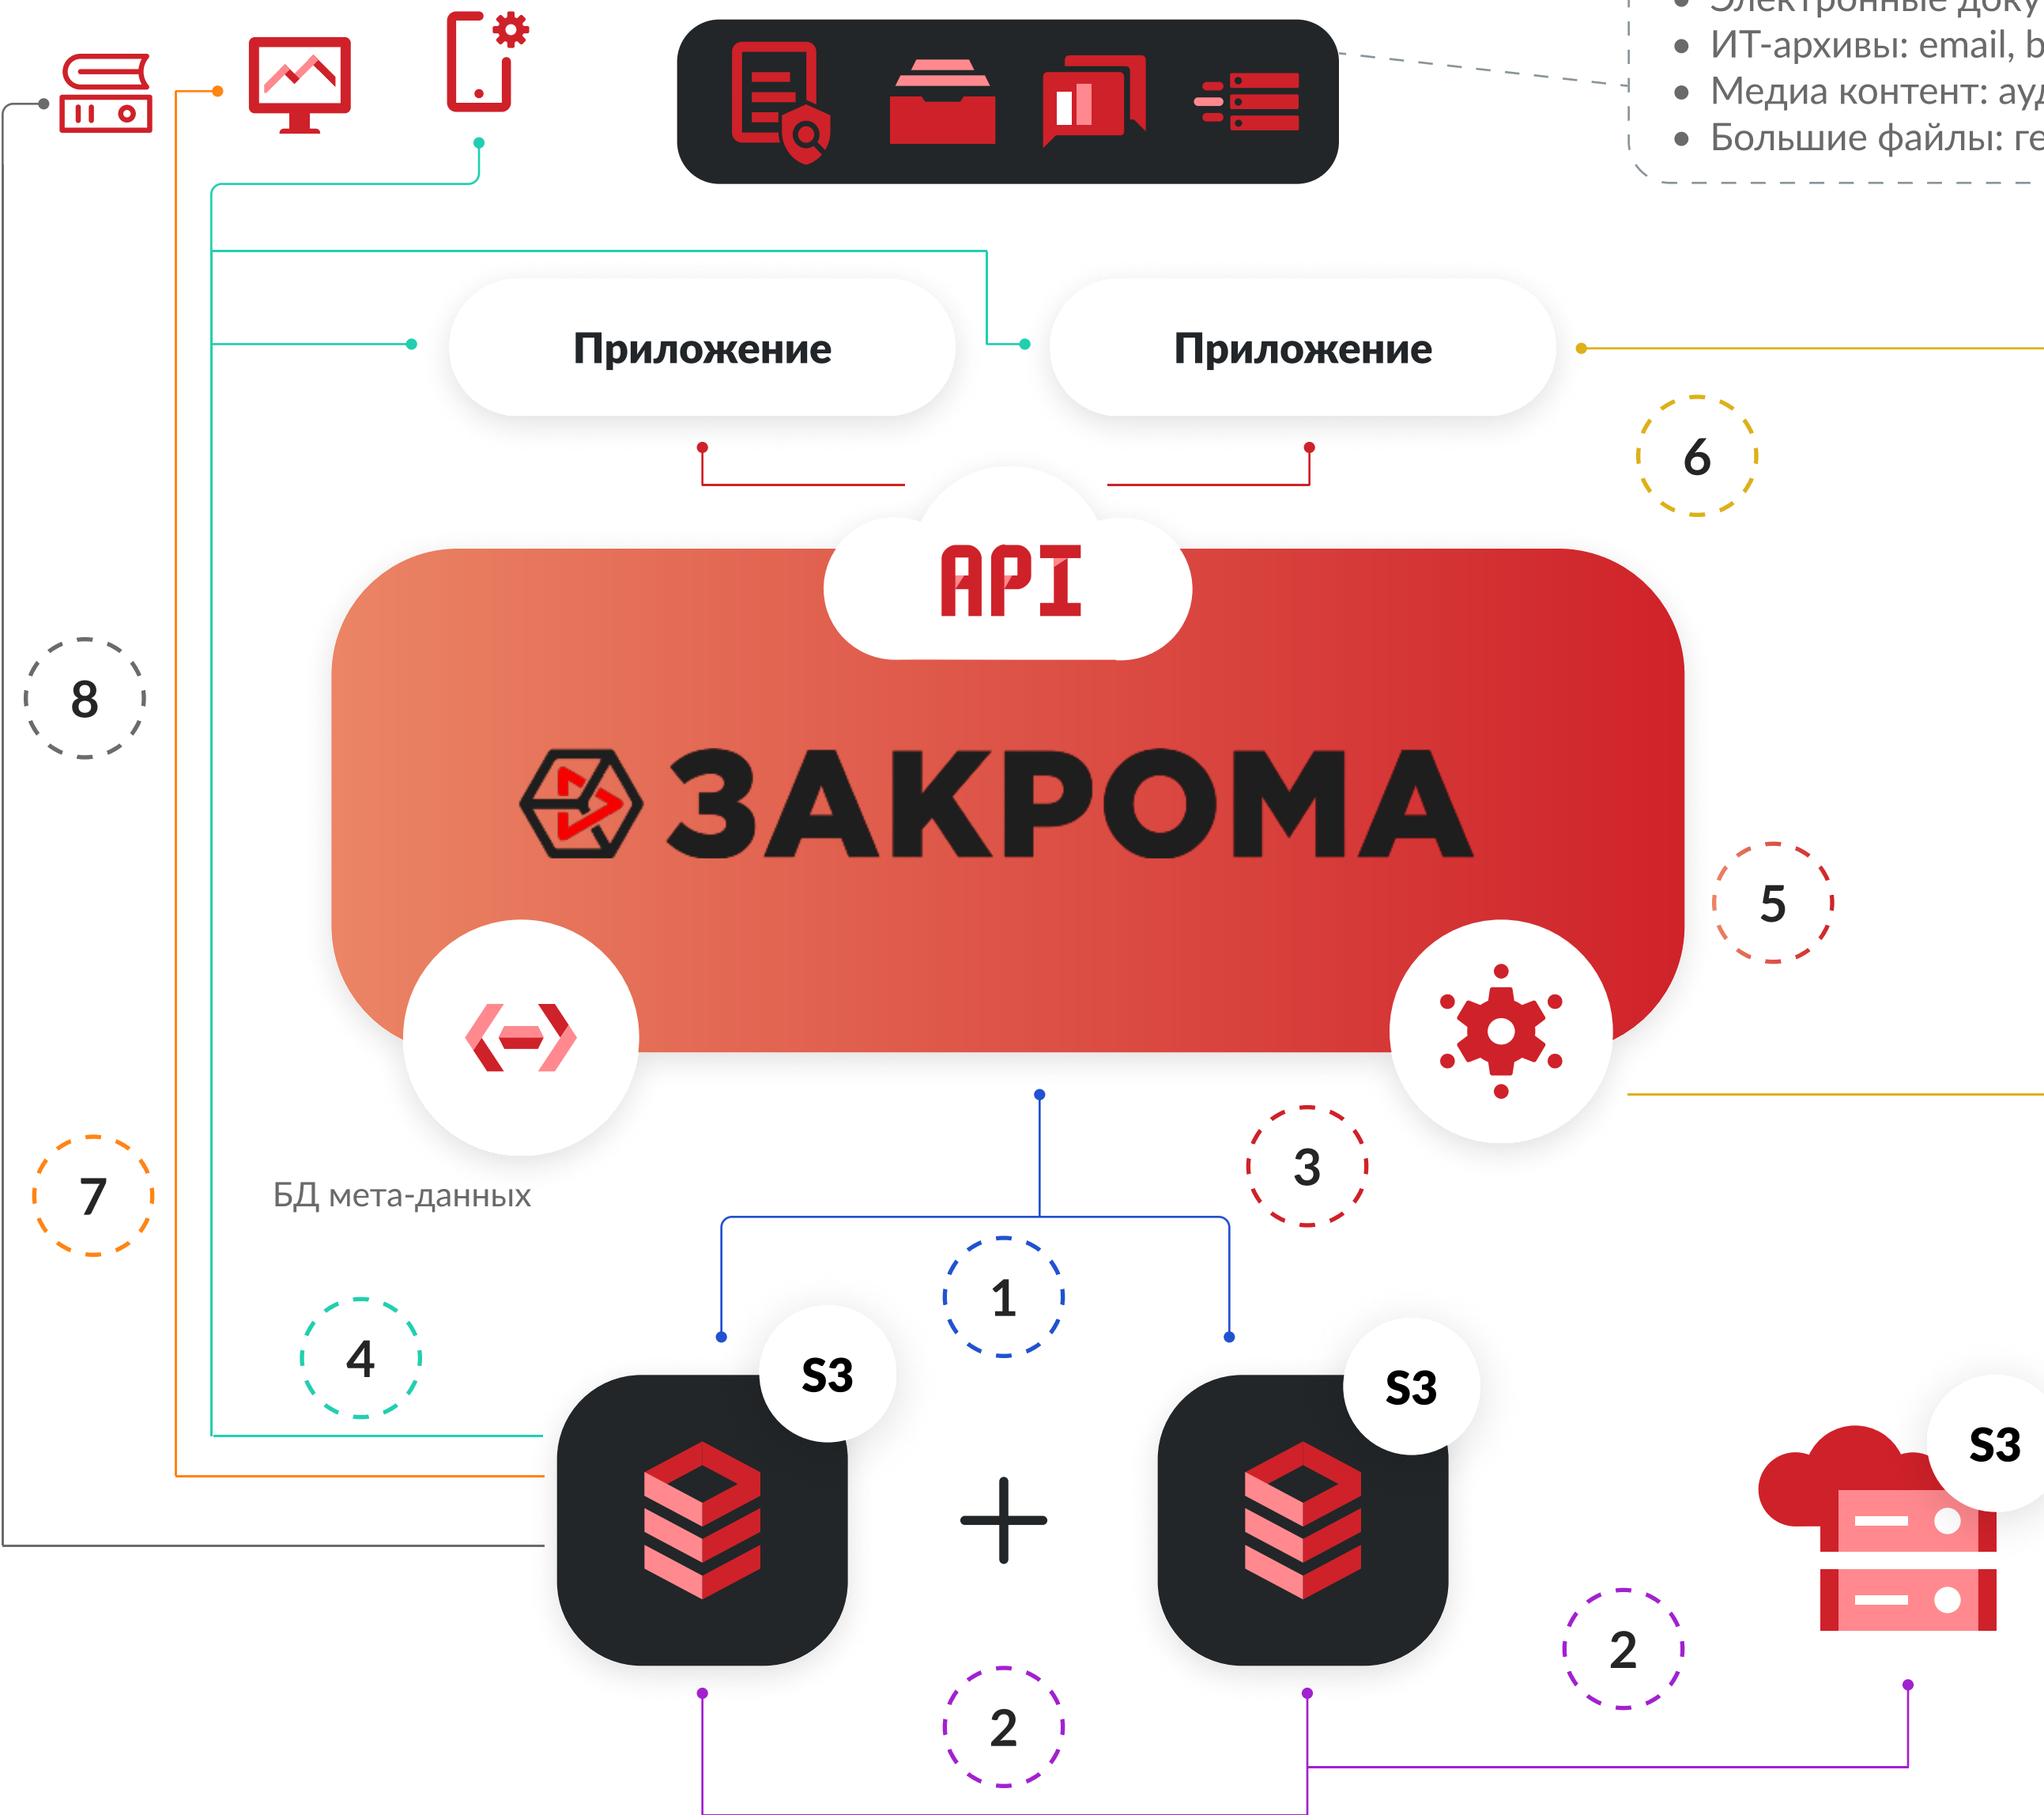 ИТ-архивы: email, b
Медиа контент: ауд
Большие файлы: ге
Приложение
Приложение
6
API
8
ЗАКРОМА
5
3
7
БД мета-данных
1
4
S3
S3
S3
2
2